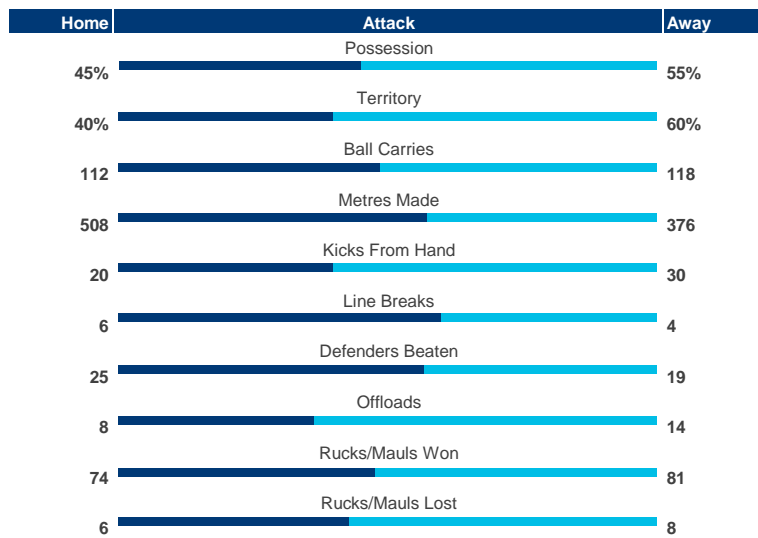 Home Attack Away
Possession
45% 55%
Territory
40% 60%
Ball Carries
112 118
Metres Made
508 376
Kicks From Hand
20 30
Line Breaks
6 4
Defenders Beaten
25 19
Offloads
8 14
Rucks/Mauls Won
74 81
Rucks/Mauls Lost
6 8